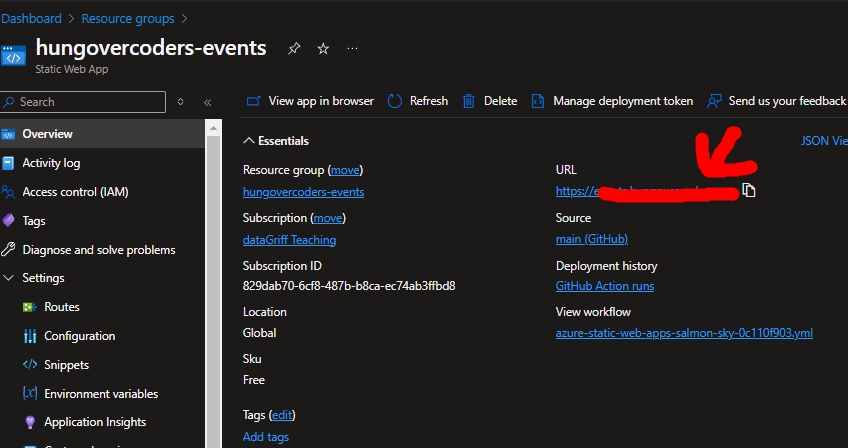 Dashboard > Resource groups >
hungovercoders-events
Static Web App
Search
Overview
Activity log
Access control (IAM)
Tags
Diagnose and solve problems
Settings
Routes
Configuration
Snippets
Environment variables
Application Insights
View app in browser
Refresh
Delete
Manage deployment token
Send us your feedback
Essentials
JSON Vie
Resource group (move)
hungovercoders-events
Subscription (move)
dataGriff Teaching
Subscription ID
829dab70-6cf8-487b-b8ca-ec74ab3ffbd8
Location
Global
Sku
Free
Tags (edit)
Add tags
URL
https://
Source
main (GitHub)
Deployment history
GitHub Action runs
View workflow
azure-static-web-apps-salmon-sky-0c110f903.yml